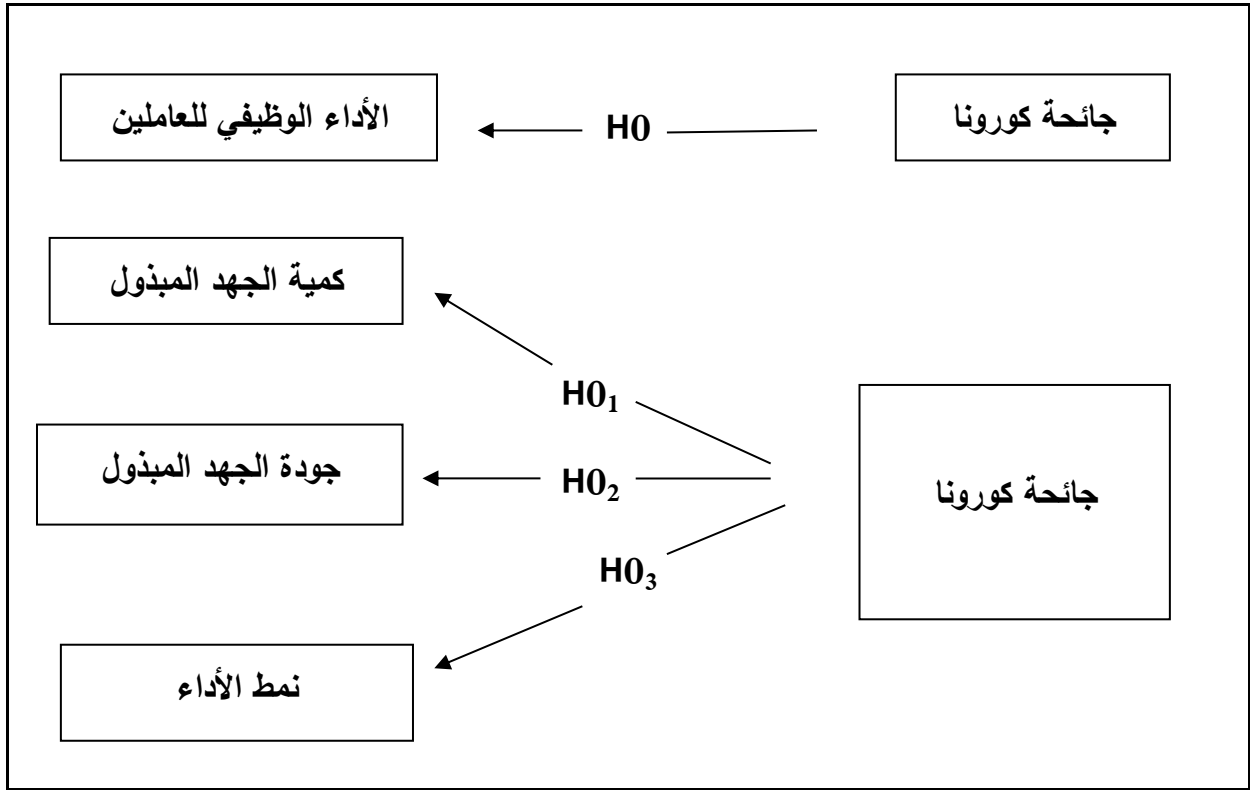 جائحة كورونا
H0
الأداء الوظيفي للعاملين
كمية الجهد المبذول
H0₁
جودة الجهد المبذول
H0₂
جائحة كورونا
H0₃
نمط الأداء